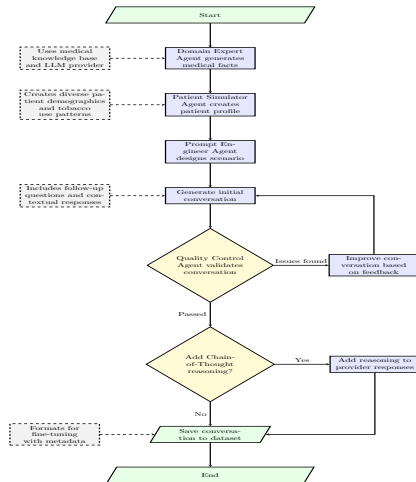 Start
Uses medical
knowledge base
and LLM provider
Domain Expert
Agent generates
medical facts
Creates diverse pa-
tient demographics
and tobacco
use patterns
Patient Simulator
Agent creates
patient profile
Prompt En-
gineer Agent
designs scenario
Includes follow-up
questions and con-
textual responses
Generate initial
conversation
Quality Control
Agent validates
conversation
Issues found
Improve con-
versation based
on feedback
Passed
Add Chain-
of-Thought
reasoning?
Yes
Add reasoning to
provider responses
No
Formats for
fine-tuning
with metadata
Save conversa-
tion to dataset
End